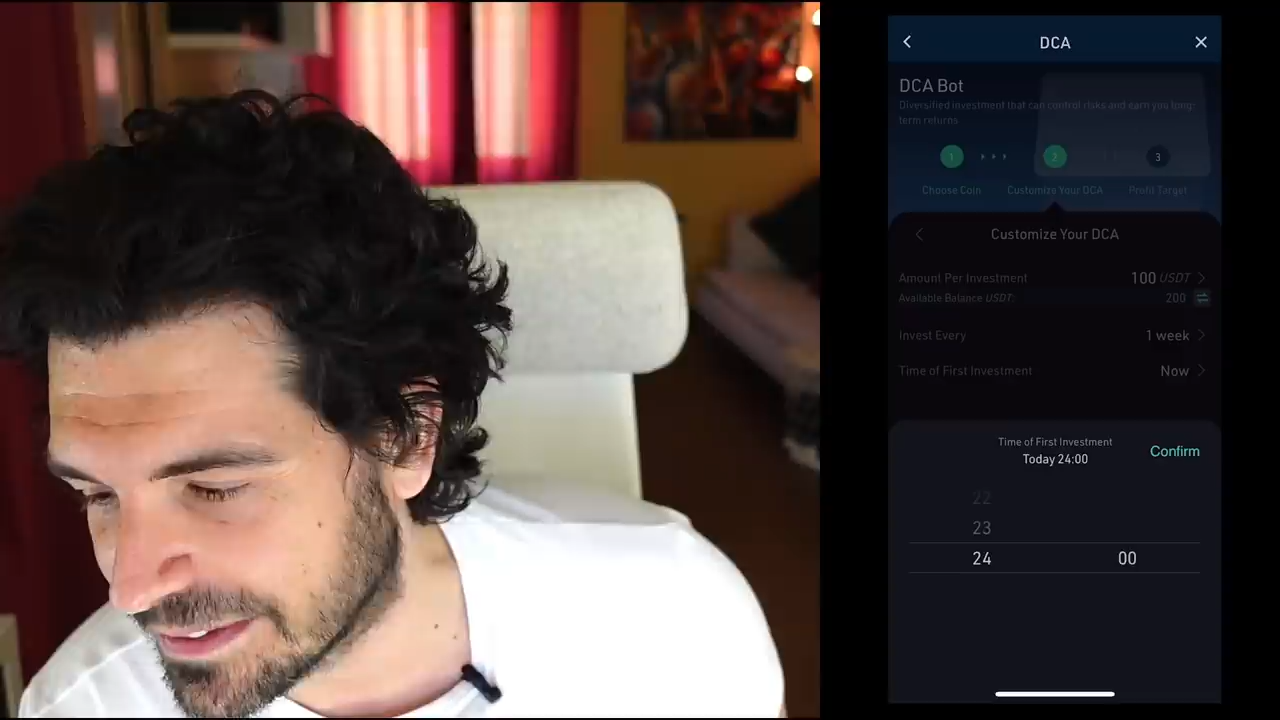 DCA
DCA Bot
Diversified investment that can control risks and earn you long-
term returns
1
2
3
Choose Coin
Customize Your DCA
Profit Target
Customize Your DCA
Amount Per Investment
100 USDT
Available Balance USDT:
200
Invest Every
1 week
Time of First Investment
Now
Time of First Investment
Today 24:00
Confirm
22
23
24
00